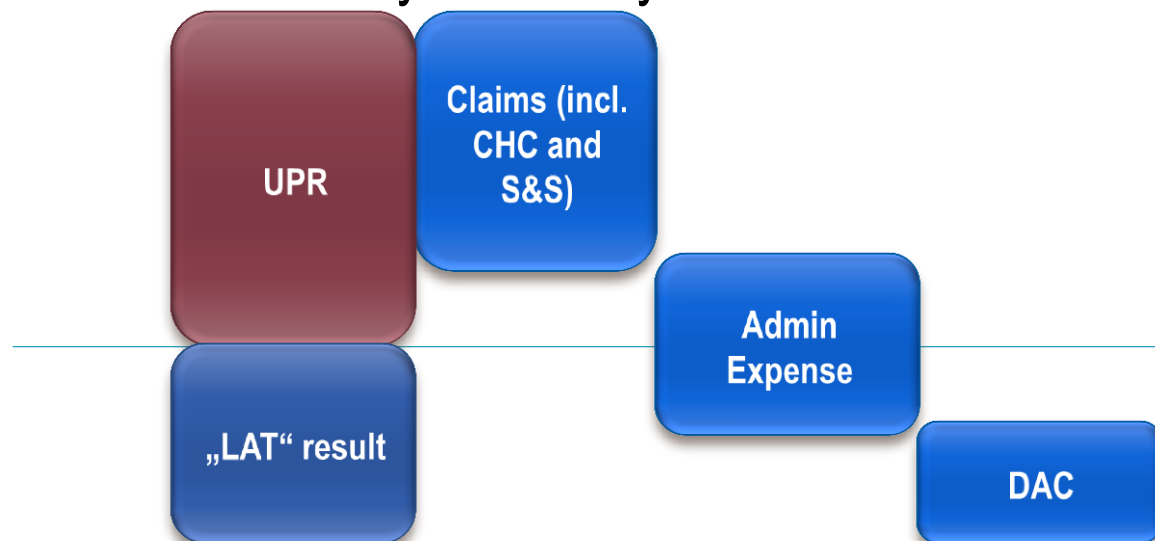 UPR
Claims (incl.
CHC and
S&S)
Admin
Expense
„LAT“ result
DAC